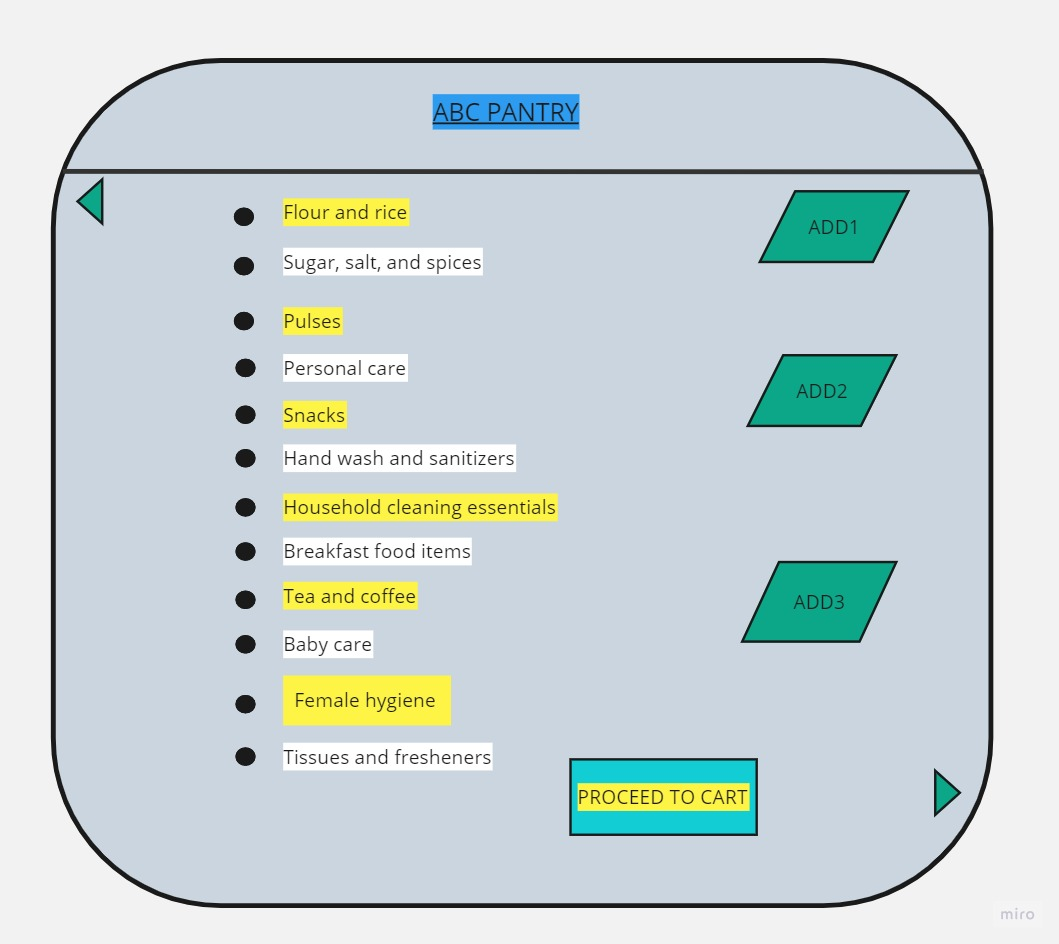 ABC PANTRY
Flour and rice
ADD1
Sugar, salt, and spices
Pulses
Personal care
ADD2
Snacks
Hand wash and sanitizers
Household cleaning essentials
Breakfast food items
Tea and coffee
ADD3
Baby care
Female hygiene
Tissues and fresheners
PROCEED TO CART
miro